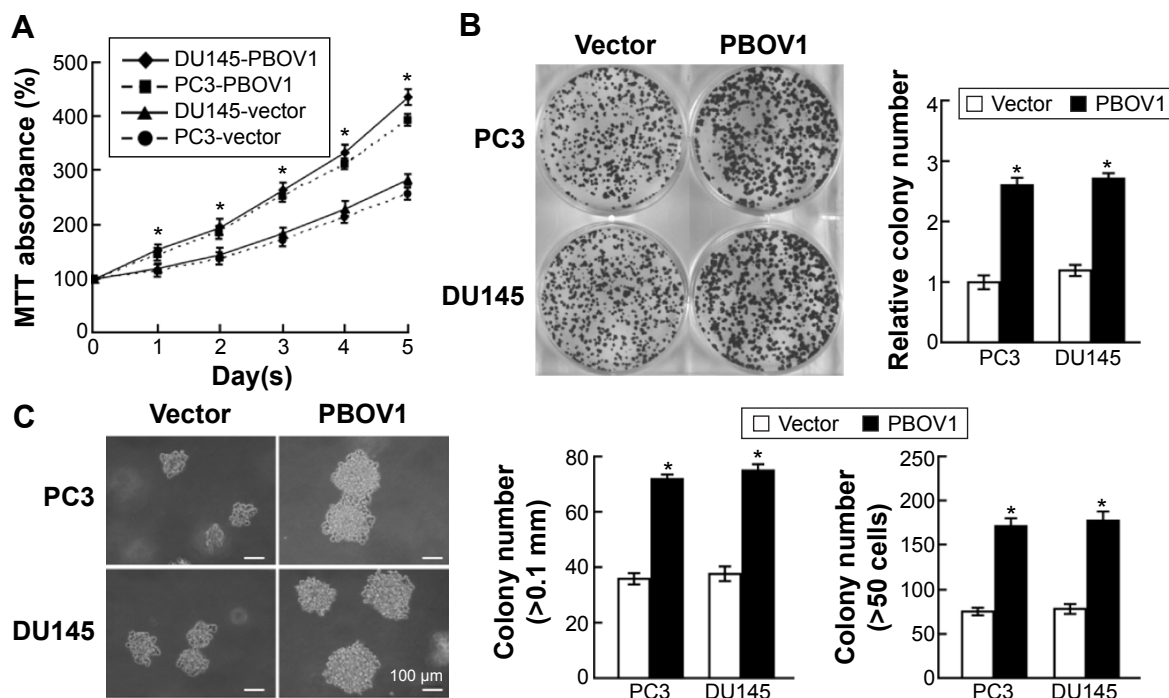 A
MTT absorbance (%)
500
400
300
200
100
0
DU145-PBOV1
PC3-PBOV1
DU145-vector
PC3-vector
*
*
*
*
*
0 1 2 3 4 5
Day(s)
B
Vector PBOV1
PC3
DU145
Relative colony number
4
3
2
1
0
Vector PBOV1
* *
PC3 DU145
C
Vector PBOV1
PC3
DU145
100 µm
Vector PBOV1
Colony number
(>0.1 mm)
80
60
40
20
0
* *
PC3 DU145
Colony number
(>50 cells)
250
200
150
100
50
0
* *
PC3 DU145